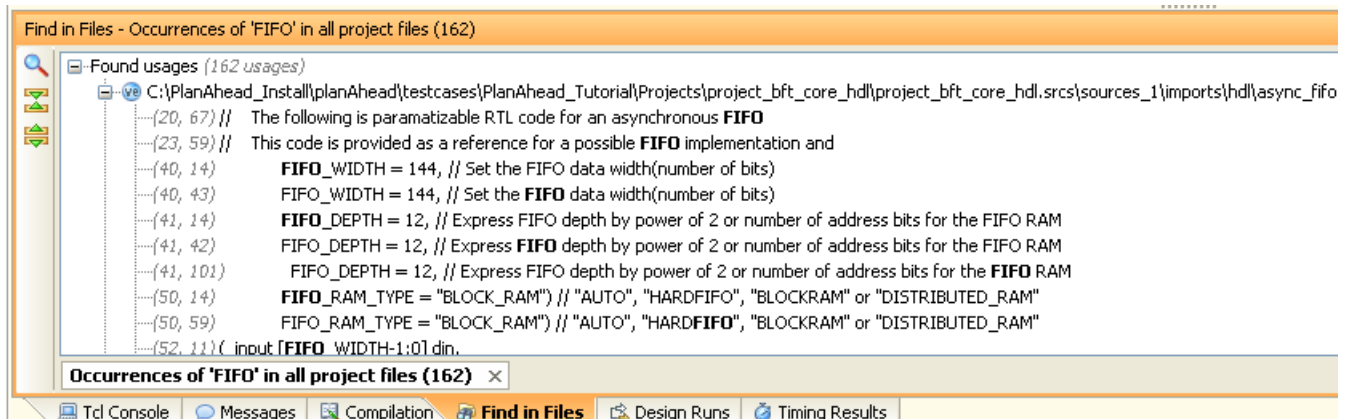 Find in Files - Occurrences of 'FIFO' in all project files (162)
Found usages (162 usages)
C:\PlanAhead_Install\planAhead\testcases\PlanAhead_Tutorial\Projects\project_bft_core_hdl\project_bft_core_hdl.srcs\sources_1\imports\hdl\async_fifo
(20, 67) // The following is paramatizable RTL code for an asynchronous FIFO
(23, 59) // This code is provided as a reference for a possible FIFO implementation and
(40, 14) FIFO_WIDTH = 144, // Set the FIFO data width(number of bits)
(40, 43) FIFO_WIDTH = 144, // Set the FIFO data width(number of bits)
(41, 14) FIFO_DEPTH = 12, // Express FIFO depth by power of 2 or number of address bits for the FIFO RAM
(41, 42) FIFO_DEPTH = 12, // Express FIFO depth by power of 2 or number of address bits for the FIFO RAM
(41, 101) FIFO_DEPTH = 12, // Express FIFO depth by power of 2 or number of address bits for the FIFO RAM
(50, 14) FIFO_RAM_TYPE = "BLOCK_RAM") // "AUTO", "HARDFIFO", "BLOCKRAM" or "DISTRIBUTED_RAM"
(50, 59) FIFO_RAM_TYPE = "BLOCK_RAM") // "AUTO", "HARDFIFO", "BLOCKRAM" or "DISTRIBUTED_RAM"
(52, 11) ( input [FIFO_WIDTH-1:0] din,
Occurrences of 'FIFO' in all project files (162) ×
Tcl Console Messages Compilation Find in Files Design Runs Timing Results